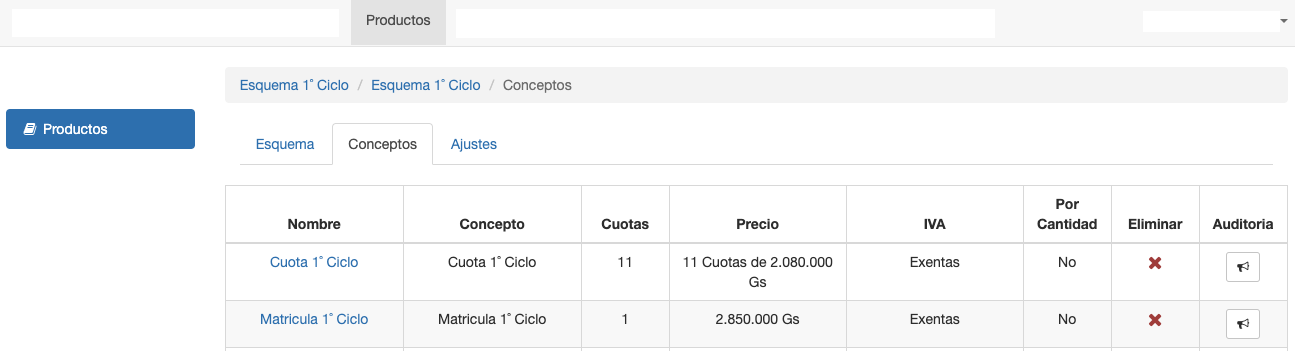 Productos
Esquema 1° Ciclo / Esquema 1° Ciclo / Conceptos
Productos
Esquema Conceptos Ajustes
Nombre Concepto Cuotas Precio IVA Por Cantidad Eliminar Auditoria
Cuota 1° Ciclo Cuota 1° Ciclo 11 11 Cuotas de 2.080.000 Gs Exentas No
Matricula 1° Ciclo Matricula 1° Ciclo 1 2.850.000 Gs Exentas No